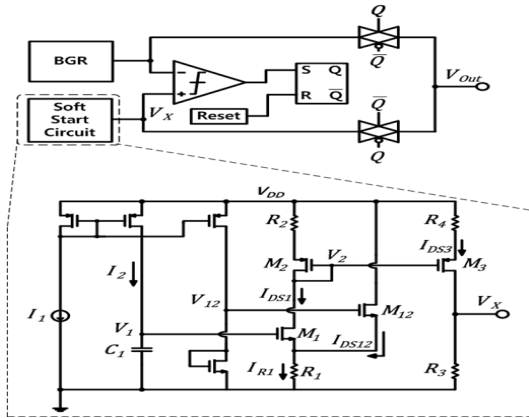 Q
BGR
Q̅
S Q
V_Out
Soft
Start
Circuit
V_X
R Q̅
Reset
Q̅
Q
V_DD
R_2
R_4
I_DS3
M_2
V_2
M_3
I_2
I_DS1
V_12
V_X
I_1
V_1
M_1
M_12
C_1
I_DS12
I_R1
R_1
R_3